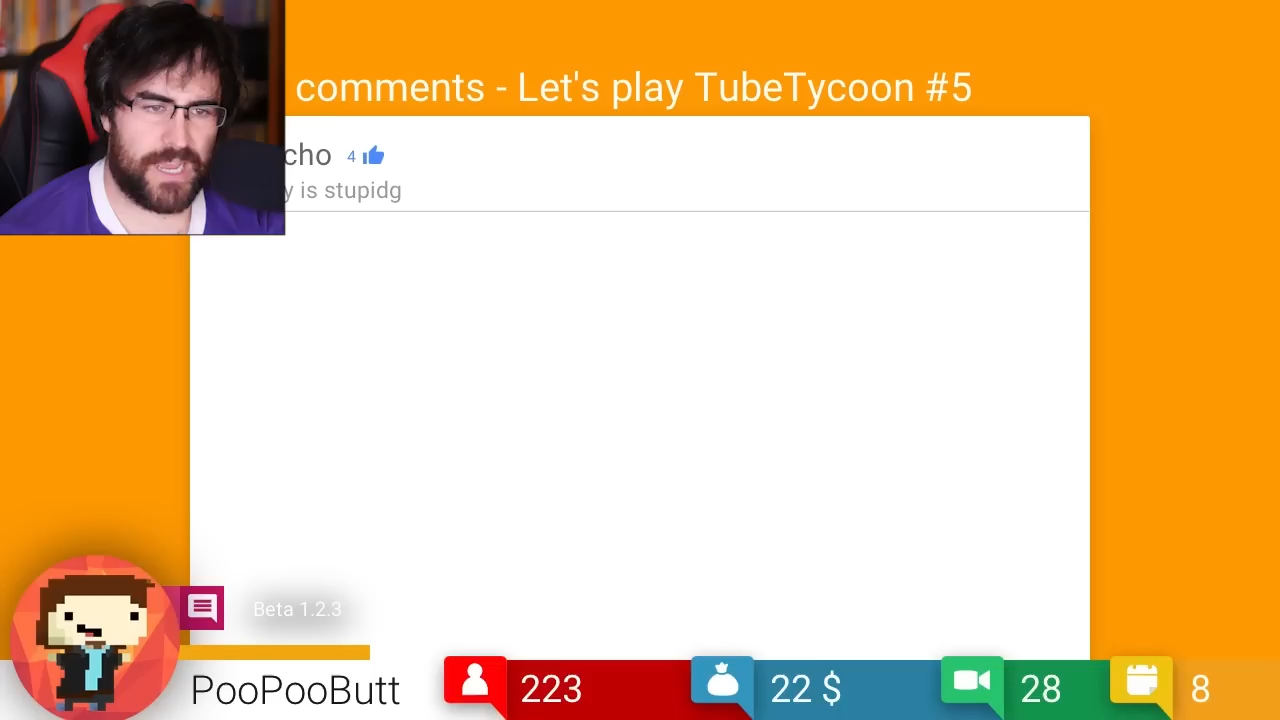 comments - Let's play TubeTycoon #5
cho 4
y is stupidg
Beta 1.2.3
PooPooButt 223 22 $ 28 8